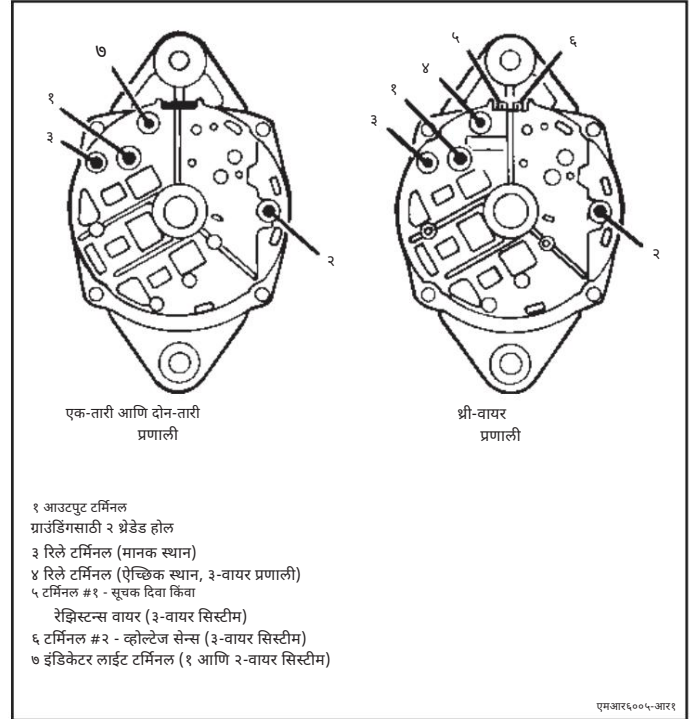 ७
१
३
२
५
६
४
१
३
२
एक-तारी आणि दोन-तारी
प्रणाली
थ्री-वायर
प्रणाली
१ आउटपुट टर्मिनल
ग्राउंडिंगसाठी २ थ्रेडेड होल
३ रिले टर्मिनल (मानक स्थान)
४ रिले टर्मिनल (ऐच्छिक स्थान, ३-वायर प्रणाली)
५ टर्मिनल #१ - सूचक दिवा किंवा
रेझिस्टन्स वायर (३-वायर सिस्टीम)
६ टर्मिनल #२ - व्होल्टेज सेन्स (३-वायर सिस्टीम)
७ इंडिकेटर लाईट टर्मिनल (१ आणि २-वायर सिस्टीम)
एमआर६००५-आर१